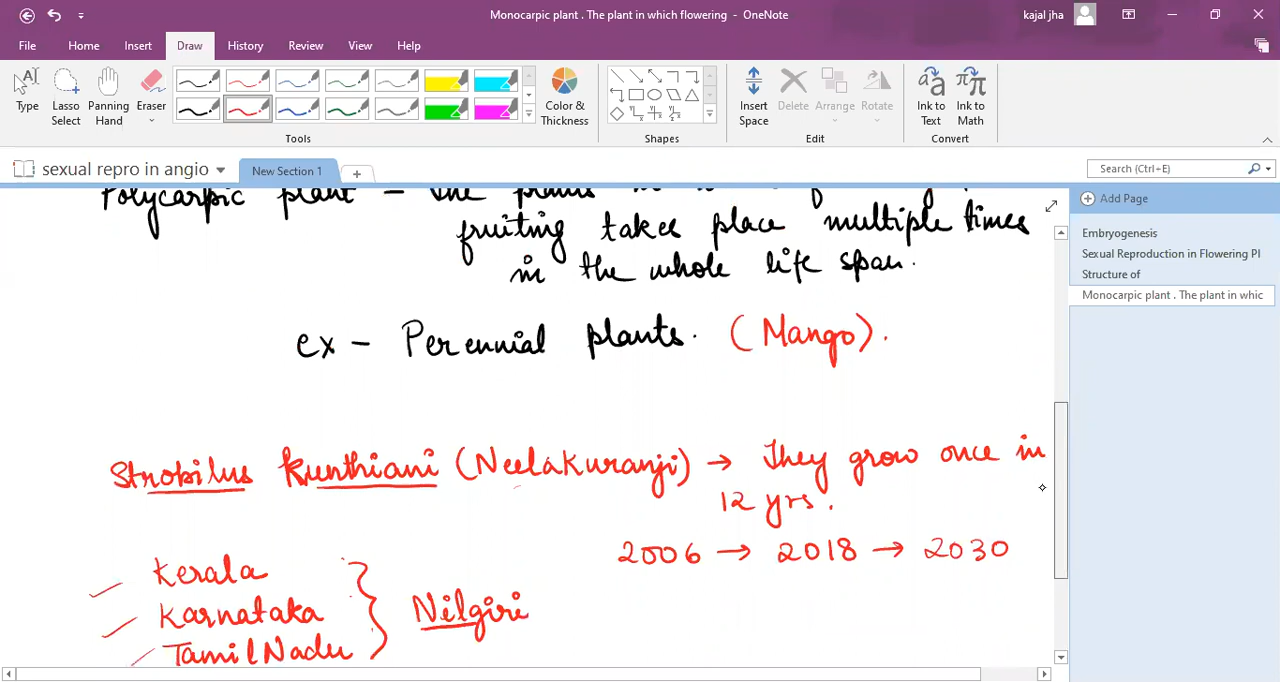 Monocarpic plant . The plant in which flowering - OneNote
kajal jha
File Home Insert Draw History Review View Help
Type
Lasso Select
Panning Hand
Eraser
Color & Thickness
Insert Space
Delete
Arrange
Rotate
Ink to Text
Ink to Math
Tools
Shapes
Edit
Convert
sexual repro in angio
New Section 1
Search (Ctrl+E)
Add Page
Embryogenesis
Sexual Reproduction in Flowering Pl
Structure of
Monocarpic plant . The plant in whic
Polycarpic plant - The plants
fruiting takes place multiple times
in the whole life span.
ex - Perennial plants. (Mango).
Strobilus Kunthiani (Neelakuranji) → They grow once in
12 yrs.
2006 → 2018 → 2030
Kerala
Karnataka
Nilgiri
Tamil Nadu